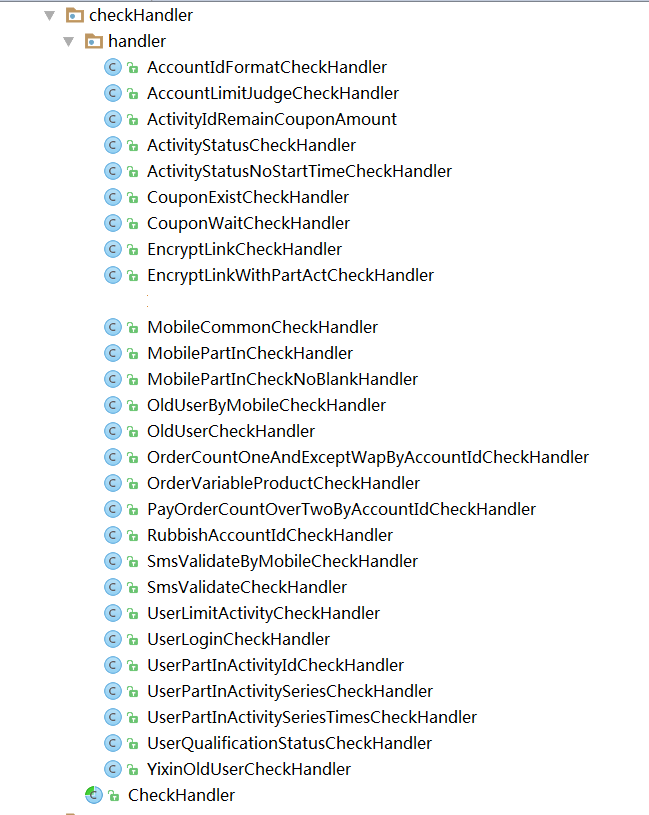 checkHandler
handler
AccountIdFormatCheckHandler
AccountLimitJudgeCheckHandler
ActivityIdRemainCouponAmount
ActivityStatusCheckHandler
ActivityStatusNoStartTimeCheckHandler
CouponExistCheckHandler
CouponWaitCheckHandler
EncryptLinkCheckHandler
EncryptLinkWithPartActCheckHandler
MobileCommonCheckHandler
MobilePartInCheckHandler
MobilePartInCheckNoBlankHandler
OldUserByMobileCheckHandler
OldUserCheckHandler
OrderCountOneAndExceptWapByAccountIdCheckHandler
OrderVariableProductCheckHandler
PayOrderCountOverTwoByAccountIdCheckHandler
RubbishAccountIdCheckHandler
SmsValidateByMobileCheckHandler
SmsValidateCheckHandler
UserLimitActivityCheckHandler
UserLoginCheckHandler
UserPartInActivityIdCheckHandler
UserPartInActivitySeriesCheckHandler
UserPartInActivitySeriesTimesCheckHandler
UserQualificationStatusCheckHandler
YixinOldUserCheckHandler
CheckHandler